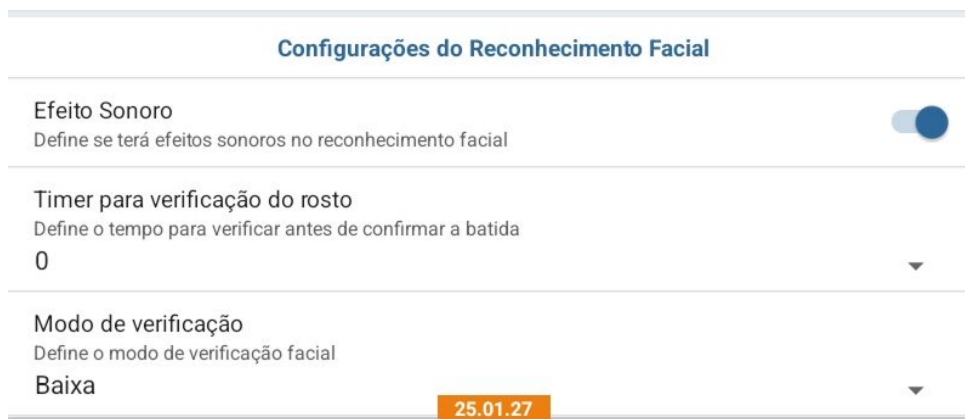 Configurações do Reconhecimento Facial
Efeito Sonoro
Define se terá efeitos sonoros no reconhecimento facial
Timer para verificação do rosto
Define o tempo para verificar antes de confirmar a batida
0
Modo de verificação
Define o modo de verificação facial
Baixa
25.01.27